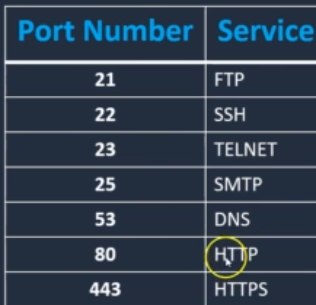 Port Number Service
21 FTP
22 SSH
23 TELNET
25 SMTP
53 DNS
80 HTTP
443 HTTPS